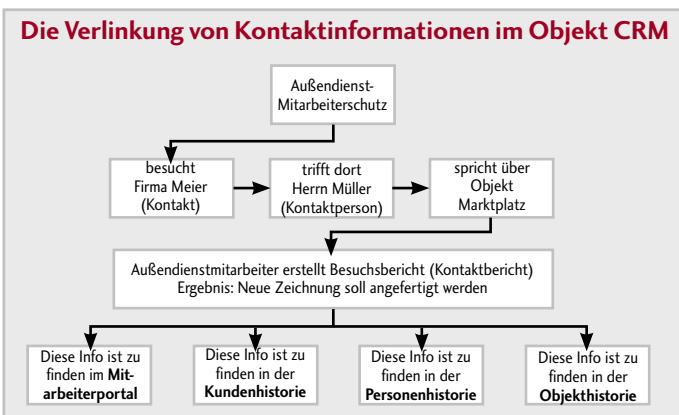 Die Verlinkung von Kontaktinformationen im Objekt CRM
Außendienst-
Mitarbeiterschutz
besucht
Firma Meier
(Kontakt)
trifft dort
Herrn Müller
(Kontaktperson)
spricht über
Objekt
Marktplatz
Außendienstmitarbeiter erstellt Besuchsbericht (Kontaktbericht)
Ergebnis: Neue Zeichnung soll angefertigt werden
Diese Info ist zu
finden im Mit-
arbeiterportal
Diese Info ist zu
finden in der
Kundenhistorie
Diese Info ist zu
finden in der
Personenhistorie
Diese Info ist zu
finden in der
Objekthistorie